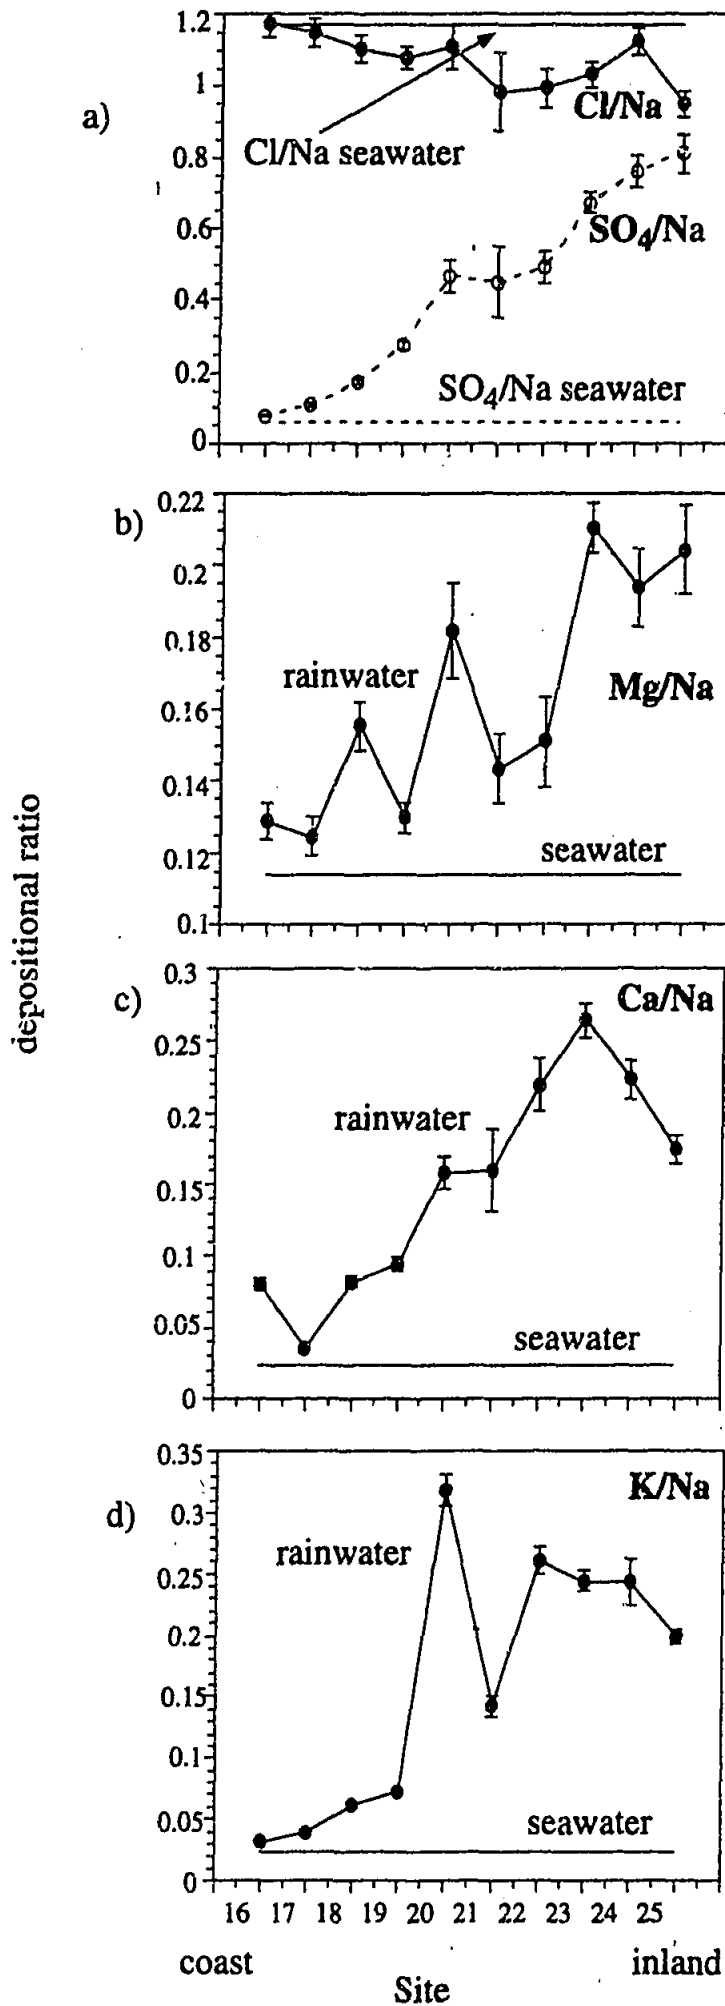 a)
1.2
1
0.8
0.6
0.4
0.2
0
Cl/Na
Cl/Na seawater
SO4/Na
SO4/Na seawater
b)
0.22
0.2
0.18
0.16
0.14
0.12
0.1
rainwater
Mg/Na
seawater
depositional ratio
c)
0.3
0.25
0.2
0.15
0.1
0.05
0
Ca/Na
rainwater
seawater
d)
0.35
0.3
0.25
0.2
0.15
0.1
0.05
0
K/Na
rainwater
seawater
16 17 18 19 20 21 22 23 24 25
coast inland
Site